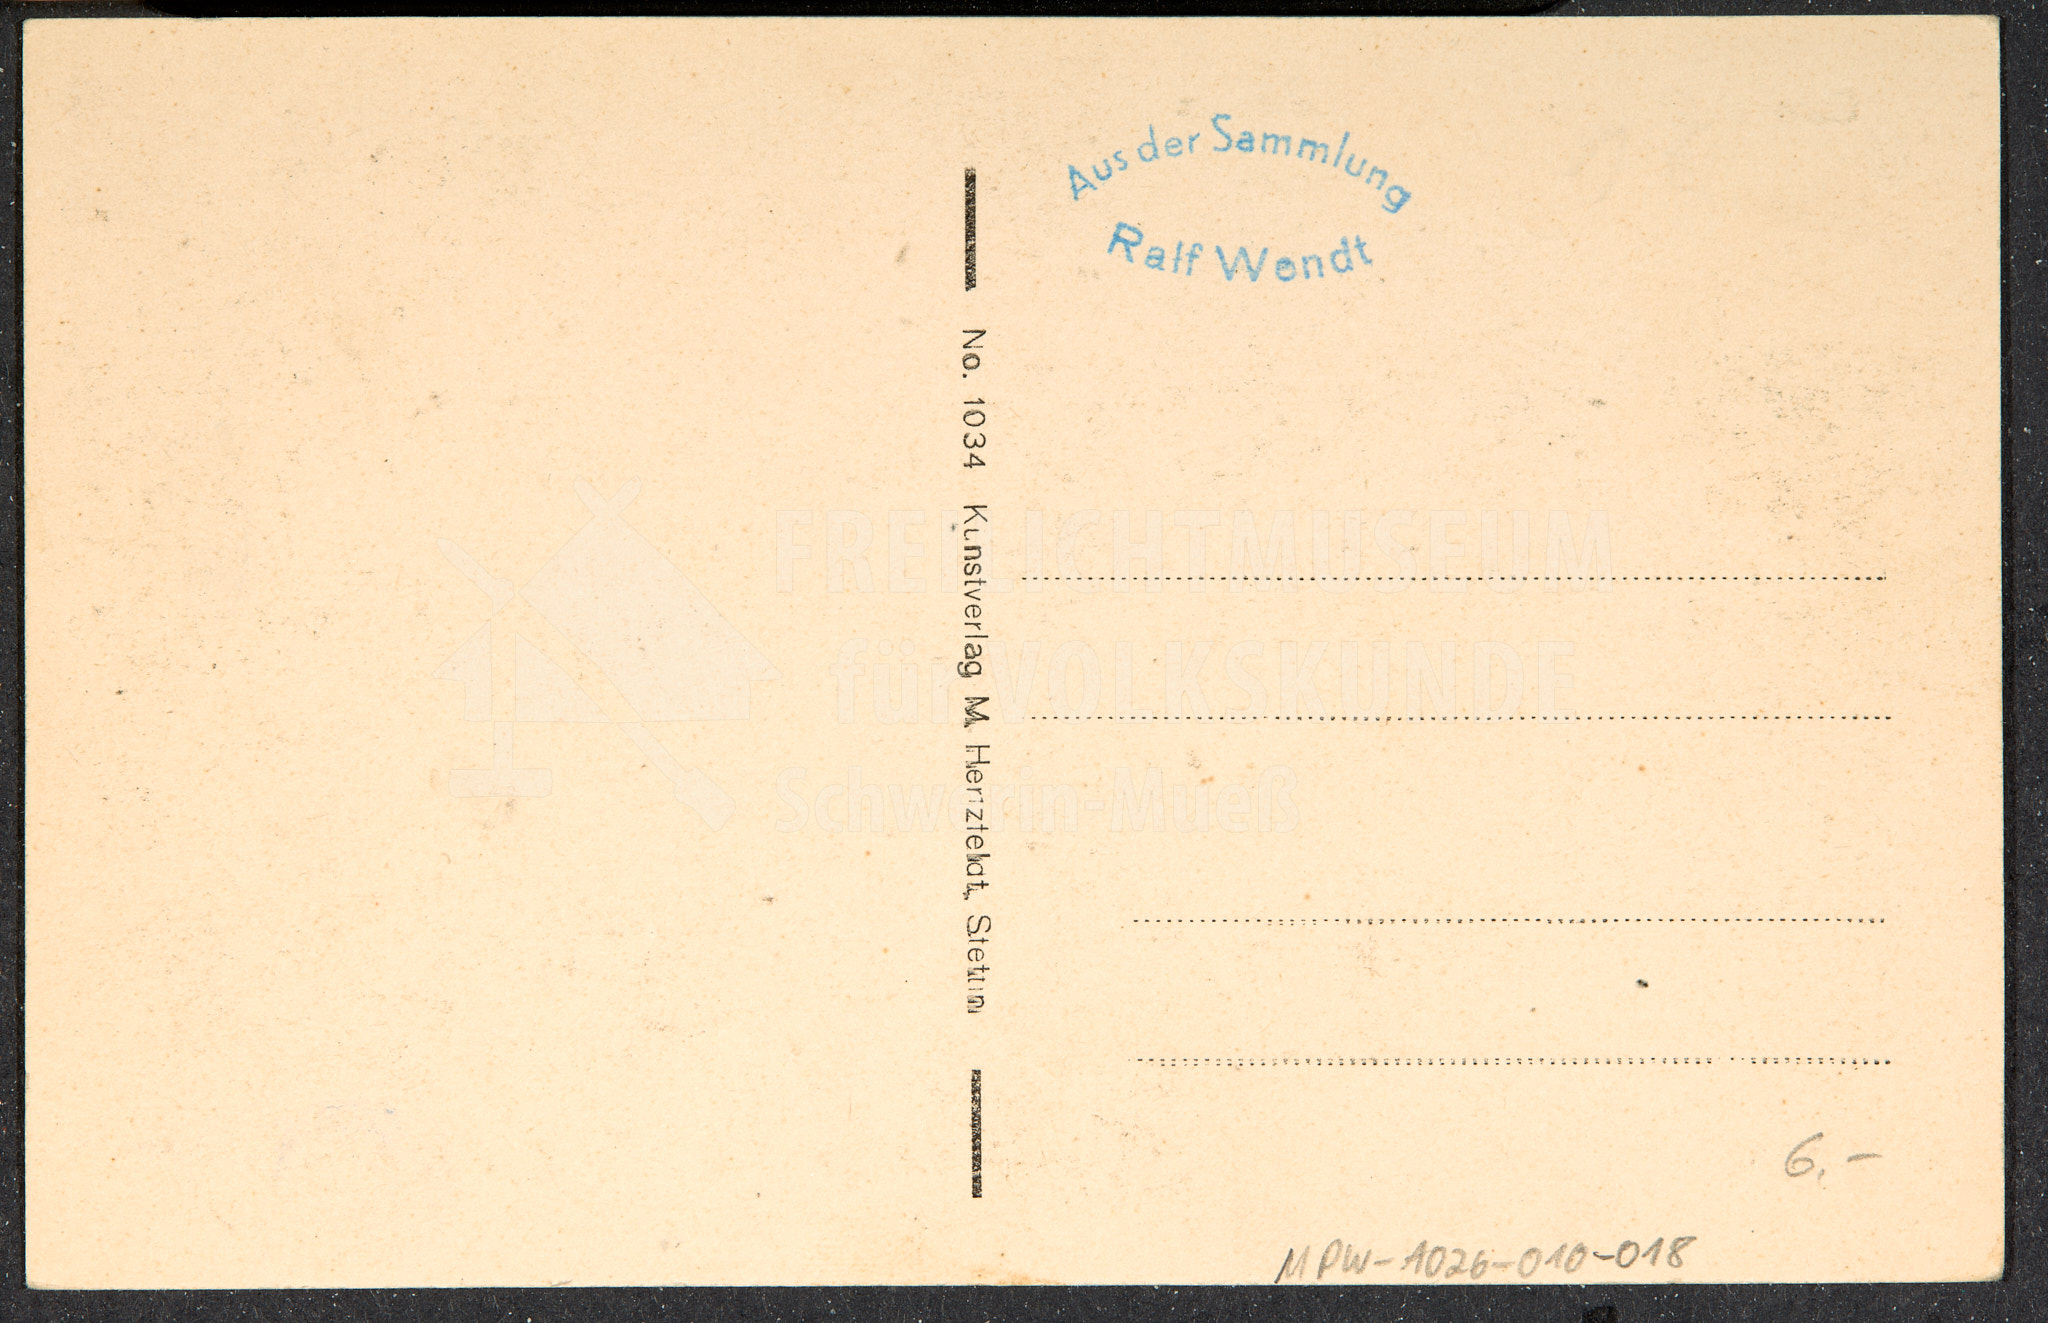 Aus der Sammlung
Ralf Wendt
No. 1034 Kunstverlag M. Herzfeldt, Stettin
FREILICHTMUSEUM
für VOLKSKUNDE
Schwerin-Mueß
6.-
MPW-1026-010-018